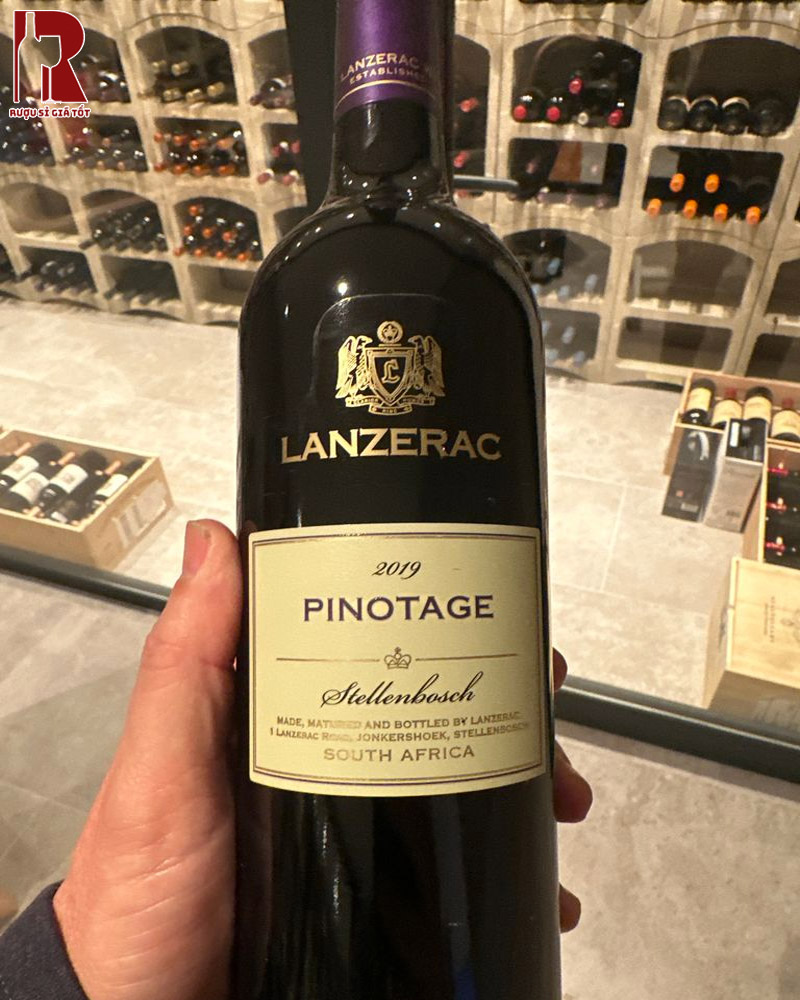 R
RƯỢU SỈ GIÁ TỐT
LANZERAC
ESTABLISHED
L
LANZERAC
2019
PINOTAGE
Stellenbosch
MADE, MATURED AND BOTTLED BY LANZERAC,
1 LANZERAC ROAD, JONKERSHOEK, STELLENBOSCH
SOUTH AFRICA